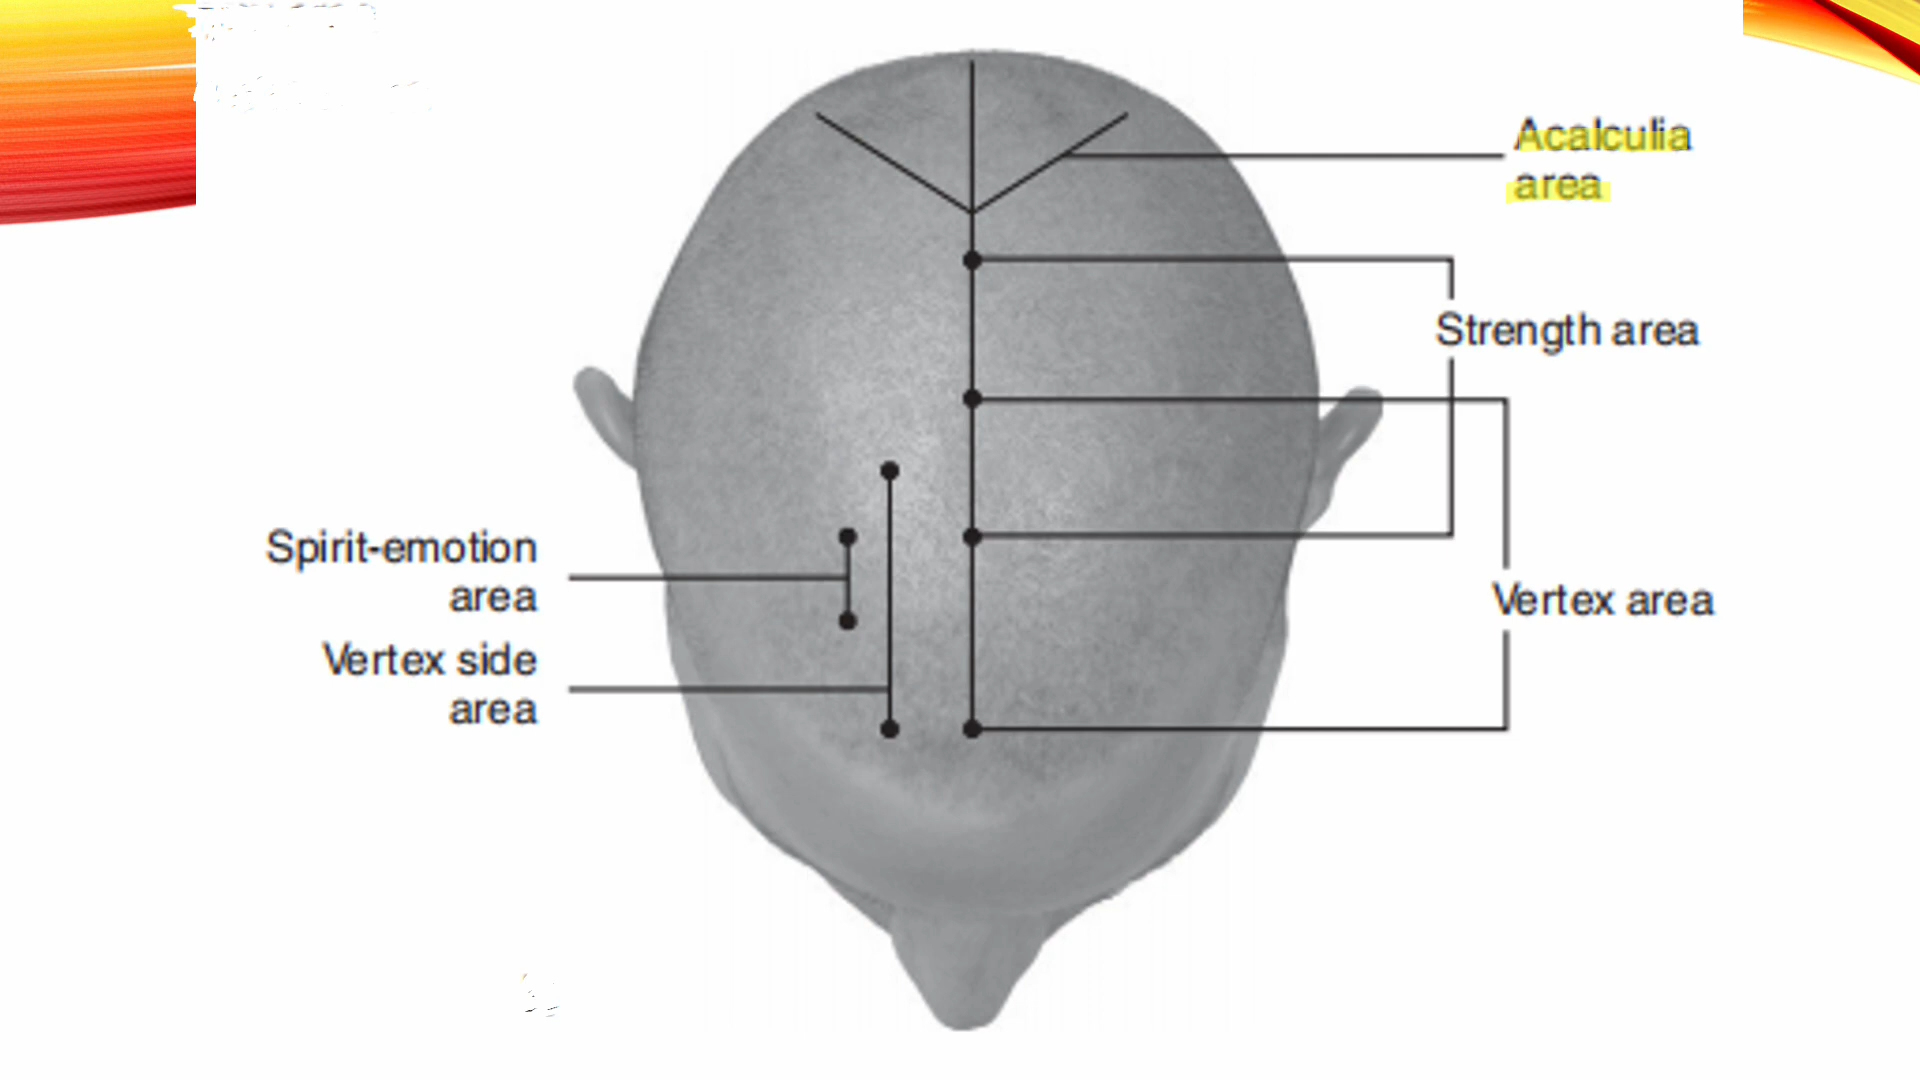 Acalculia
area
Strength area
Spirit-emotion
area
Vertex area
Vertex side
area